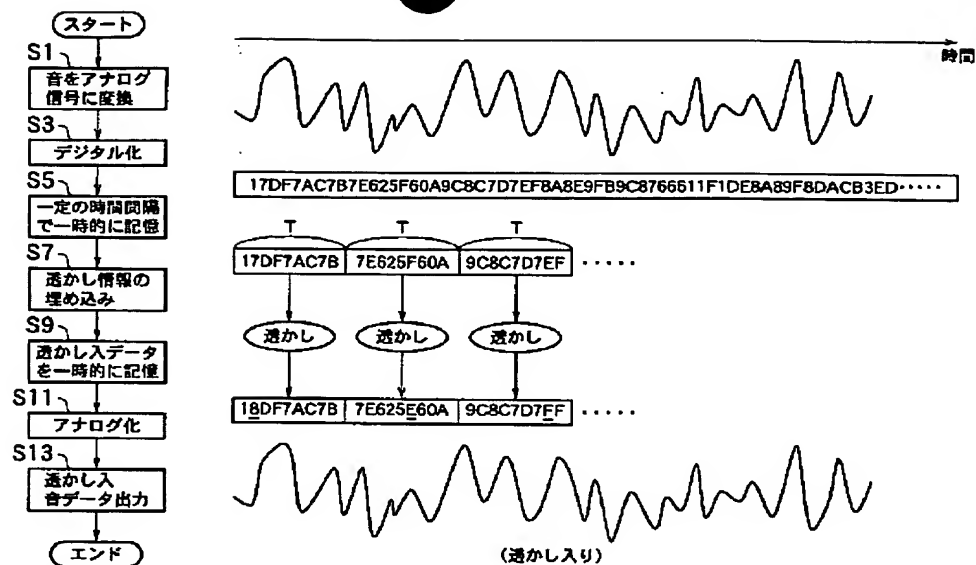 スタート
S1
音をアナログ
信号に変換
S3
デジタル化
S5
一定の時間間隔
で一時的に記憶
S7
透かし情報の
埋め込み
S9
透かし入データ
を一時的に記憶
S11
アナログ化
S13
透かし入
音データ出力
エンド
時間
17DF7AC7B7E625F60A9C8C7D7EF8A8E9FB9C8766611F1DE8A89F8DACB3ED·····
T T T
17DF7AC7B 7E625F60A 9C8C7D7EF ·····
透かし 透かし 透かし
18DF7AC7B 7E625E60A 9C8C7D7FF ·····
(透かし入り)